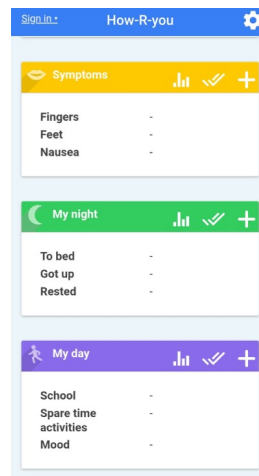 Sign in
How-R-you
Symptoms
Fingers -
Feet -
Nausea -
My night
To bed -
Got up -
Rested -
My day
School -
Spare time -
activities
Mood -